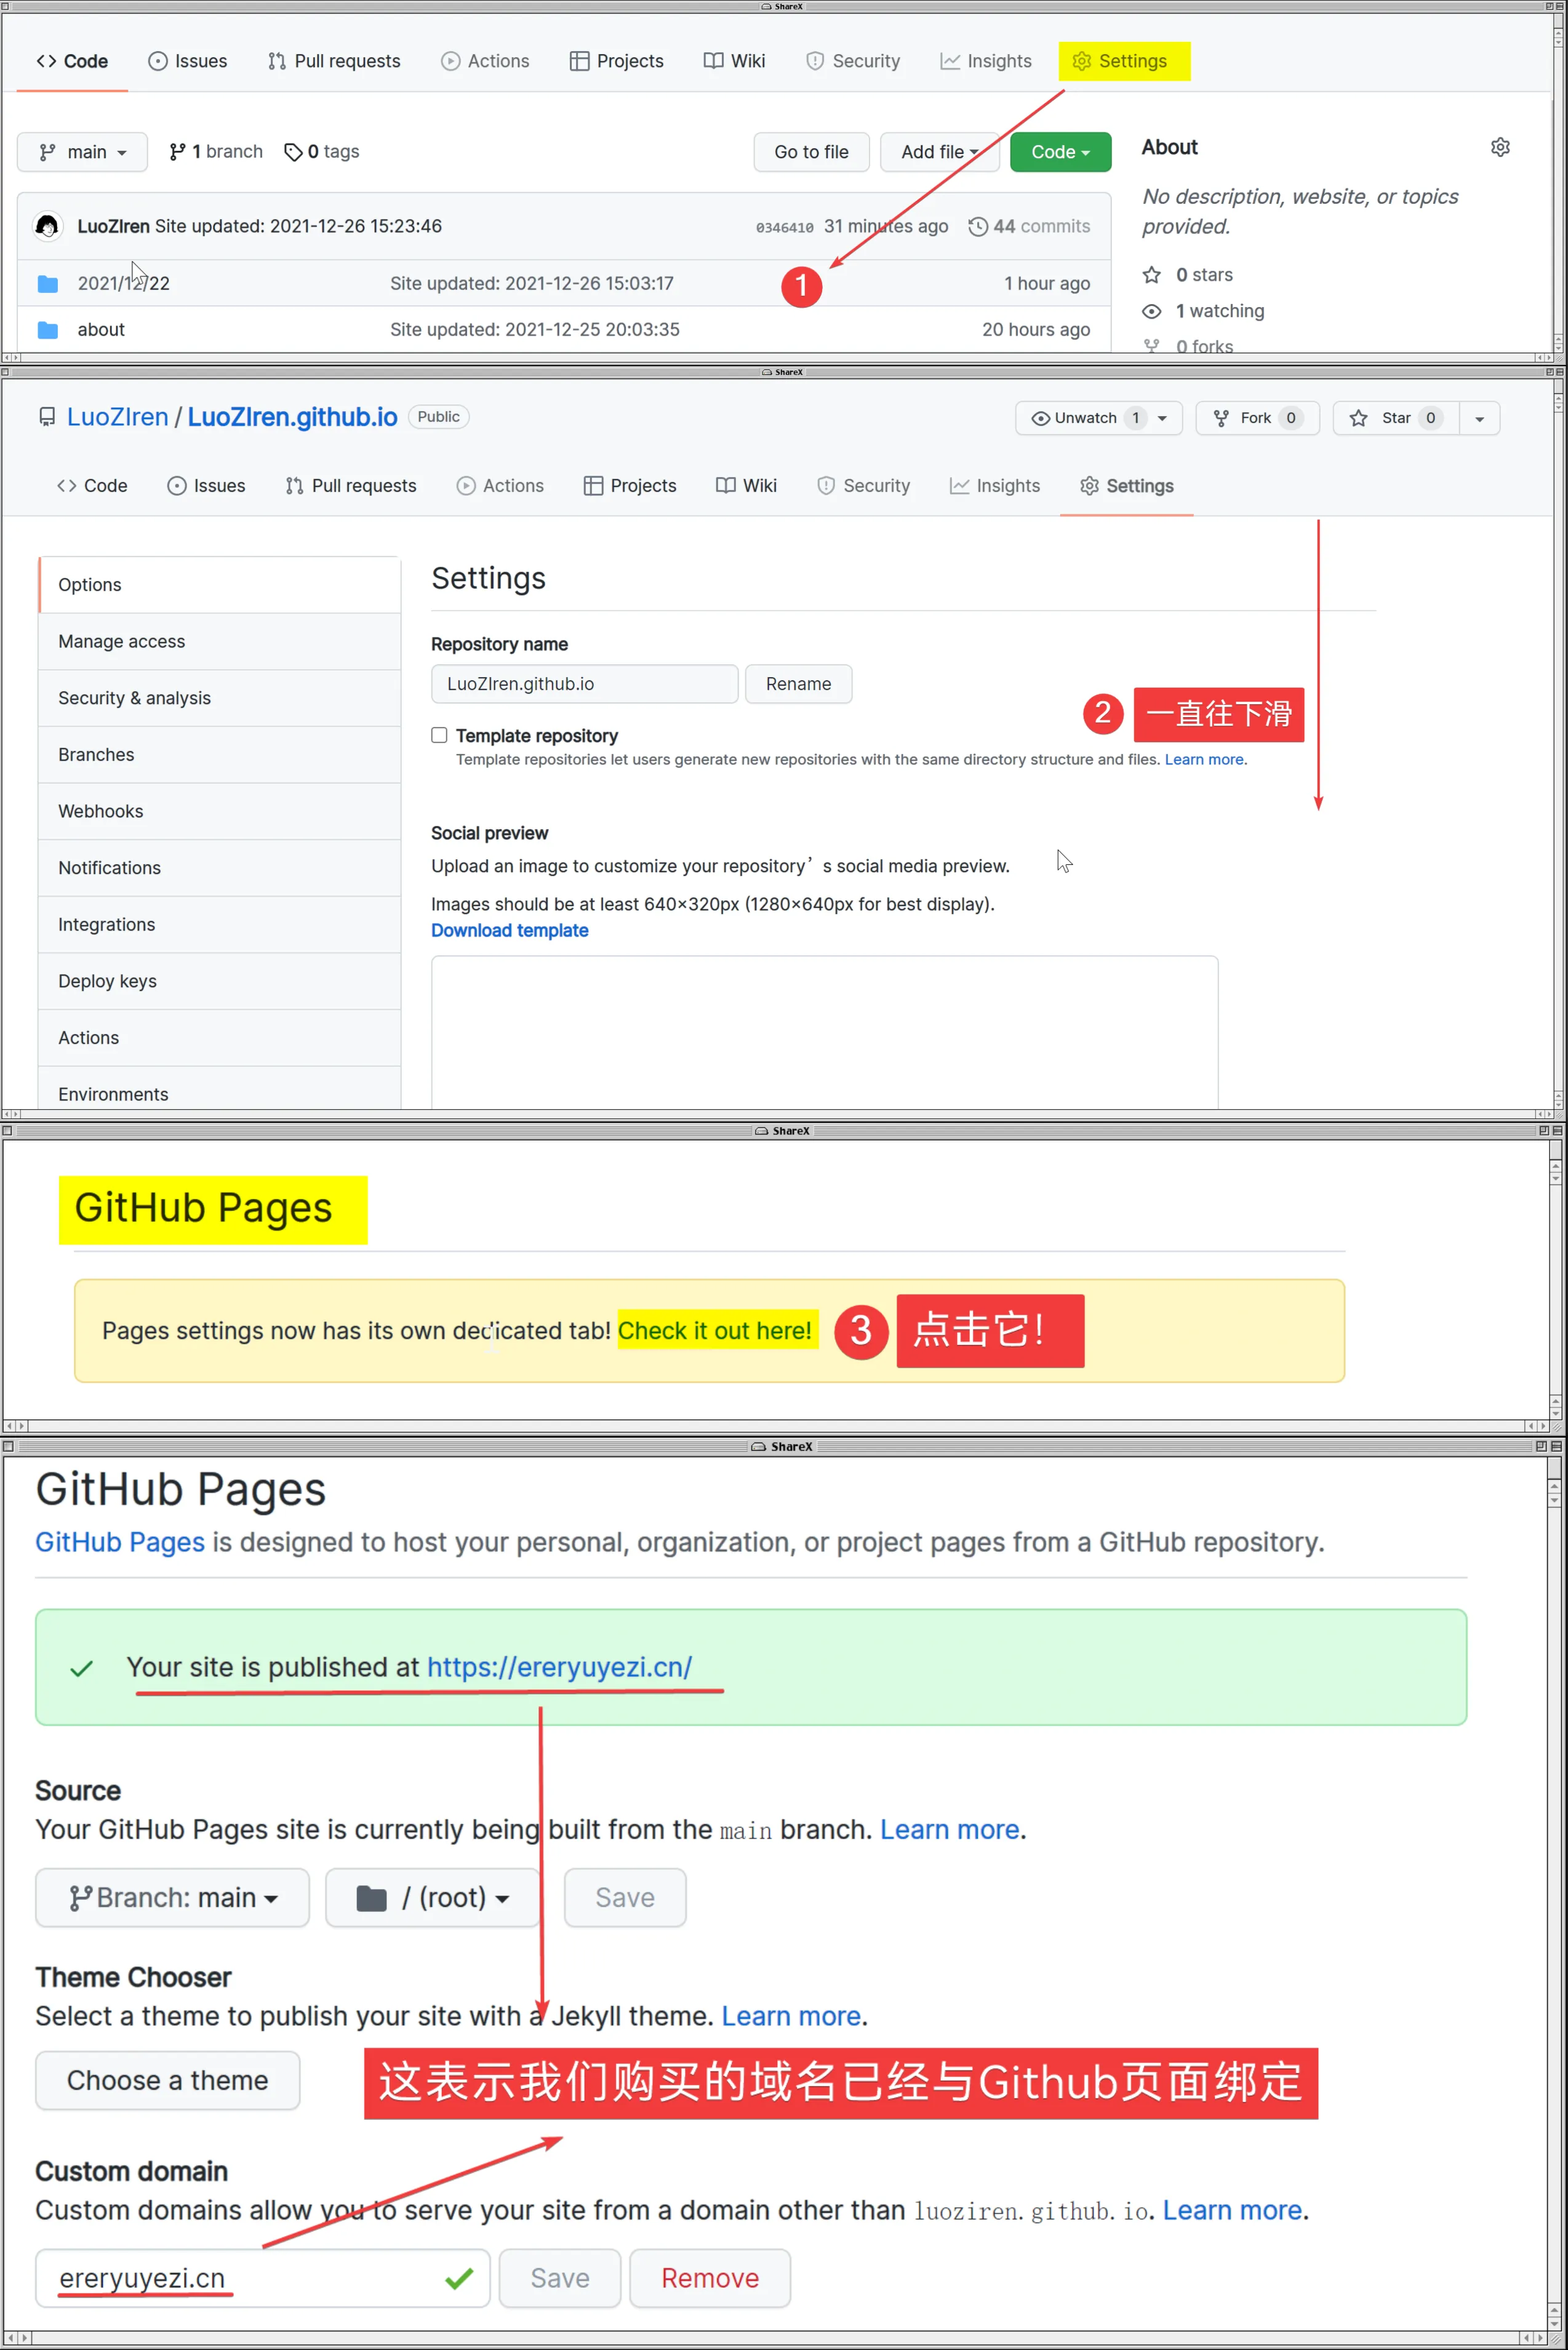 ShareX
Code Issues Pull requests Actions Projects Wiki Security Insights Settings
main 1 branch 0 tags Go to file Add file Code
About
No description, website, or topics
provided.
LuoZIren Site updated: 2021-12-26 15:23:46 0346410 31 minutes ago 44 commits
1
2021/12/22 Site updated: 2021-12-26 15:03:17 1 hour ago
0 stars
1 watching
about Site updated: 2021-12-25 20:03:35 20 hours ago
0 forks
ShareX
LuoZIren / LuoZIren.github.io Public Unwatch 1 Fork 0 Star 0
Code Issues Pull requests Actions Projects Wiki Security Insights Settings
Options
Manage access
Security & analysis
Branches
Webhooks
Notifications
Integrations
Deploy keys
Actions
Environments
Settings
Repository name
LuoZIren.github.io Rename
2 一直往下滑
Template repository
Template repositories let users generate new repositories with the same directory structure and files. Learn more.
Social preview
Upload an image to customize your repository’s social media preview.
Images should be at least 640×320px (1280×640px for best display).
Download template
ShareX
GitHub Pages
Pages settings now has its own dedicated tab! Check it out here! 3 点击它！
ShareX
GitHub Pages
GitHub Pages is designed to host your personal, organization, or project pages from a GitHub repository.
Your site is published at https://ereryuyezi.cn/
Source
Your GitHub Pages site is currently being built from the main branch. Learn more.
Branch: main / (root) Save
Theme Chooser
Select a theme to publish your site with a Jekyll theme. Learn more.
Choose a theme
这表示我们购买的域名已经与Github页面绑定
Custom domain
Custom domains allow you to serve your site from a domain other than luoziren.github.io. Learn more.
ereryuyezi.cn Save Remove